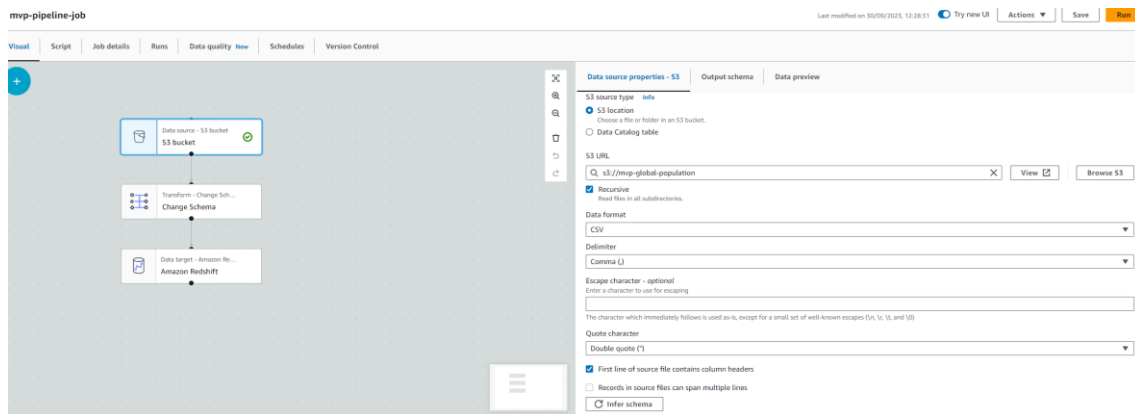 mvp-pipeline-job
Last modified on 30/09/2023, 12:28:31 Try new UI Actions ▼ Save Run
Visual Script Job details Runs Data quality New Schedules Version Control
Data source - S3 bucket
S3 bucket
Transform - Change Sch...
Change Schema
Data target - Amazon Re...
Amazon Redshift
Data source properties - S3 Output schema Data preview
S3 source type Info
S3 location
Choose a file or folder in an S3 bucket.
Data Catalog table
S3 URL
s3://mvp-global-population View Browse S3
Recursive
Read files in all subdirectories.
Data format
CSV
Delimiter
Comma (,)
Escape character - optional
Enter a character to use for escaping
The character which immediately follows is used as-is, except for a small set of well-known escapes (\n, \r, \t, and \0)
Quote character
Double quote (")
First line of source file contains column headers
Records in source files can span multiple lines
Infer schema